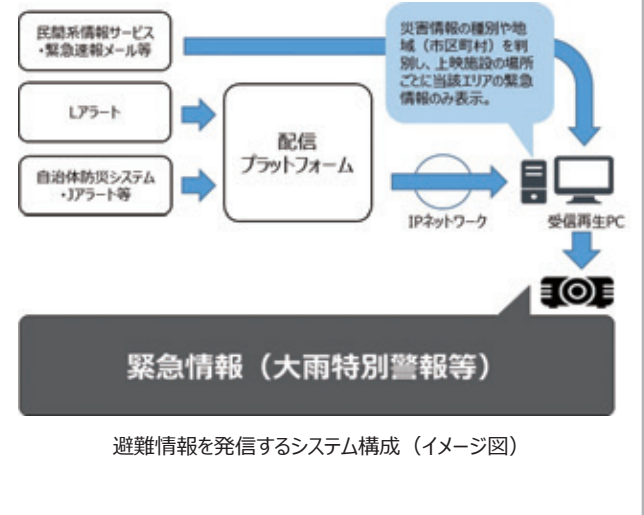 民間系情報サービス
・緊急速報メール等
Lアラート
自治体防災システム
・Jアラート等
配信
プラットフォーム
災害情報の種別や地
域（市区町村）を判
別し、上映施設の場所
ごとに当該エリアの緊急
情報のみ表示。
IPネットワーク
受信再生PC
緊急情報（大雨特別警報等）
避難情報を発信するシステム構成（イメージ図）